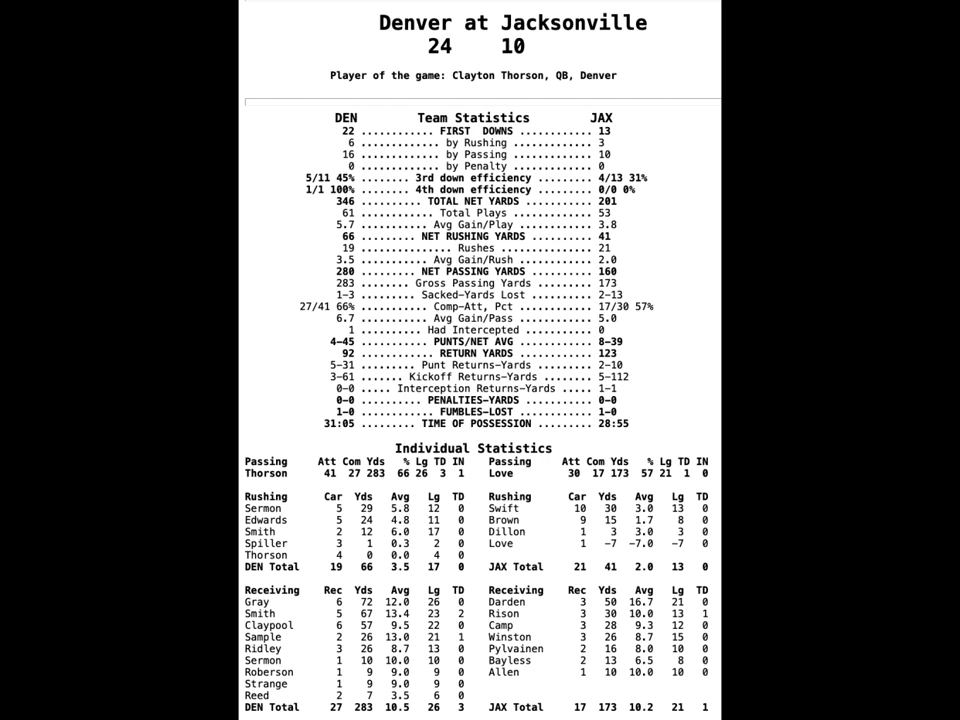 Denver at Jacksonville
24 10
Player of the game: Clayton Thorson, QB, Denver
DEN Team Statistics JAX
22 ............ FIRST DOWNS ............ 13
6 ............. by Rushing ............. 3
16 ............. by Passing ............. 10
0 ............. by Penalty ............. 0
5/11 45% ........ 3rd down efficiency ......... 4/13 31%
1/1 100% ........ 4th down efficiency ......... 0/0 0%
346 .......... TOTAL NET YARDS .......... 201
61 ............ Total Plays ............ 53
5.7 ........... Avg Gain/Play ........... 3.8
66 ......... NET RUSHING YARDS ......... 41
19 ............... Rushes ............... 21
3.5 ........... Avg Gain/Rush ........... 2.0
280 ......... NET PASSING YARDS ......... 160
283 ........ Gross Passing Yards ........ 173
1-3 ......... Sacked-Yards Lost ......... 2-13
27/41 66% ........... Comp-Att, Pct ........... 17/30 57%
6.7 ........... Avg Gain/Pass ........... 5.0
1 .......... Had Intercepted .......... 0
4-45 ........... PUNTS/NET AVG ........... 8-39
92 ............ RETURN YARDS ............ 123
5-31 ......... Punt Returns-Yards ........ 2-10
3-61 ....... Kickoff Returns-Yards ....... 5-112
0-0 ..... Interception Returns-Yards ..... 1-1
0-0 .......... PENALTIES-YARDS .......... 0-0
1-0 ............ FUMBLES-LOST ............ 1-0
31:05 ......... TIME OF POSSESSION ......... 28:55
Individual Statistics
Passing Att Com Yds % Lg TD IN Passing Att Com Yds % Lg TD IN
Thorson 41 27 283 66 26 3 1 Love 30 17 173 57 21 1 0
Rushing Car Yds Avg Lg TD Rushing Car Yds Avg Lg TD
Sermon 5 29 5.8 12 0 Swift 10 30 3.0 13 0
Edwards 5 24 4.8 11 0 Brown 9 15 1.7 8 0
Smith 2 12 6.0 17 0 Dillon 1 3 3.0 3 0
Spiller 3 1 0.3 2 0 Love 1 -7 -7.0 -7 0
Thorson 4 0 0.0 4 0
DEN Total 19 66 3.5 17 0 JAX Total 21 41 2.0 13 0
Receiving Rec Yds Avg Lg TD Receiving Rec Yds Avg Lg TD
Gray 6 72 12.0 26 0 Darden 3 50 16.7 21 0
Smith 5 67 13.4 23 2 Rison 3 30 10.0 13 1
Claypool 6 57 9.5 22 0 Camp 3 28 9.3 12 0
Sample 2 26 13.0 21 1 Winston 3 26 8.7 15 0
Ridley 3 26 8.7 13 0 Pylvainen 2 16 8.0 10 0
Sermon 1 10 10.0 10 0 Bayless 2 13 6.5 8 0
Roberson 1 9 9.0 9 0 Allen 1 10 10.0 10 0
Strange 1 9 9.0 9 0
Reed 2 7 3.5 6 0
DEN Total 27 283 10.5 26 3 JAX Total 17 173 10.2 21 1